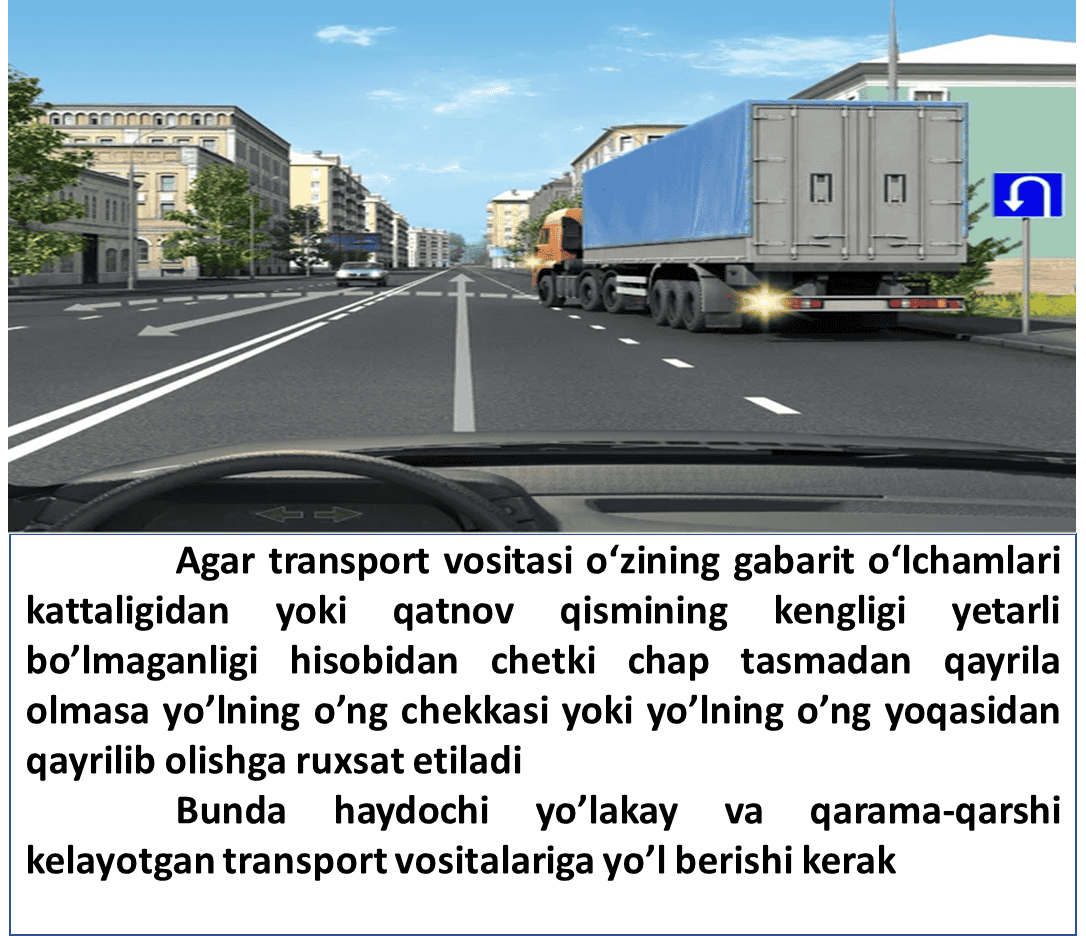 Agar transport vositasi o‘zining gabarit o‘lchamlari
kattaligidan yoki qatnov qismining kengligi yetarli
bo’lmaganligi hisobidan chetki chap tasmadan qayrila
olmasa yo’lning o’ng chekkasi yoki yo’lning o’ng yoqasidan
qayrilib olishga ruxsat etiladi
Bunda haydochi yo’lakay va qarama-qarshi
kelayotgan transport vositalariga yo’l berishi kerak